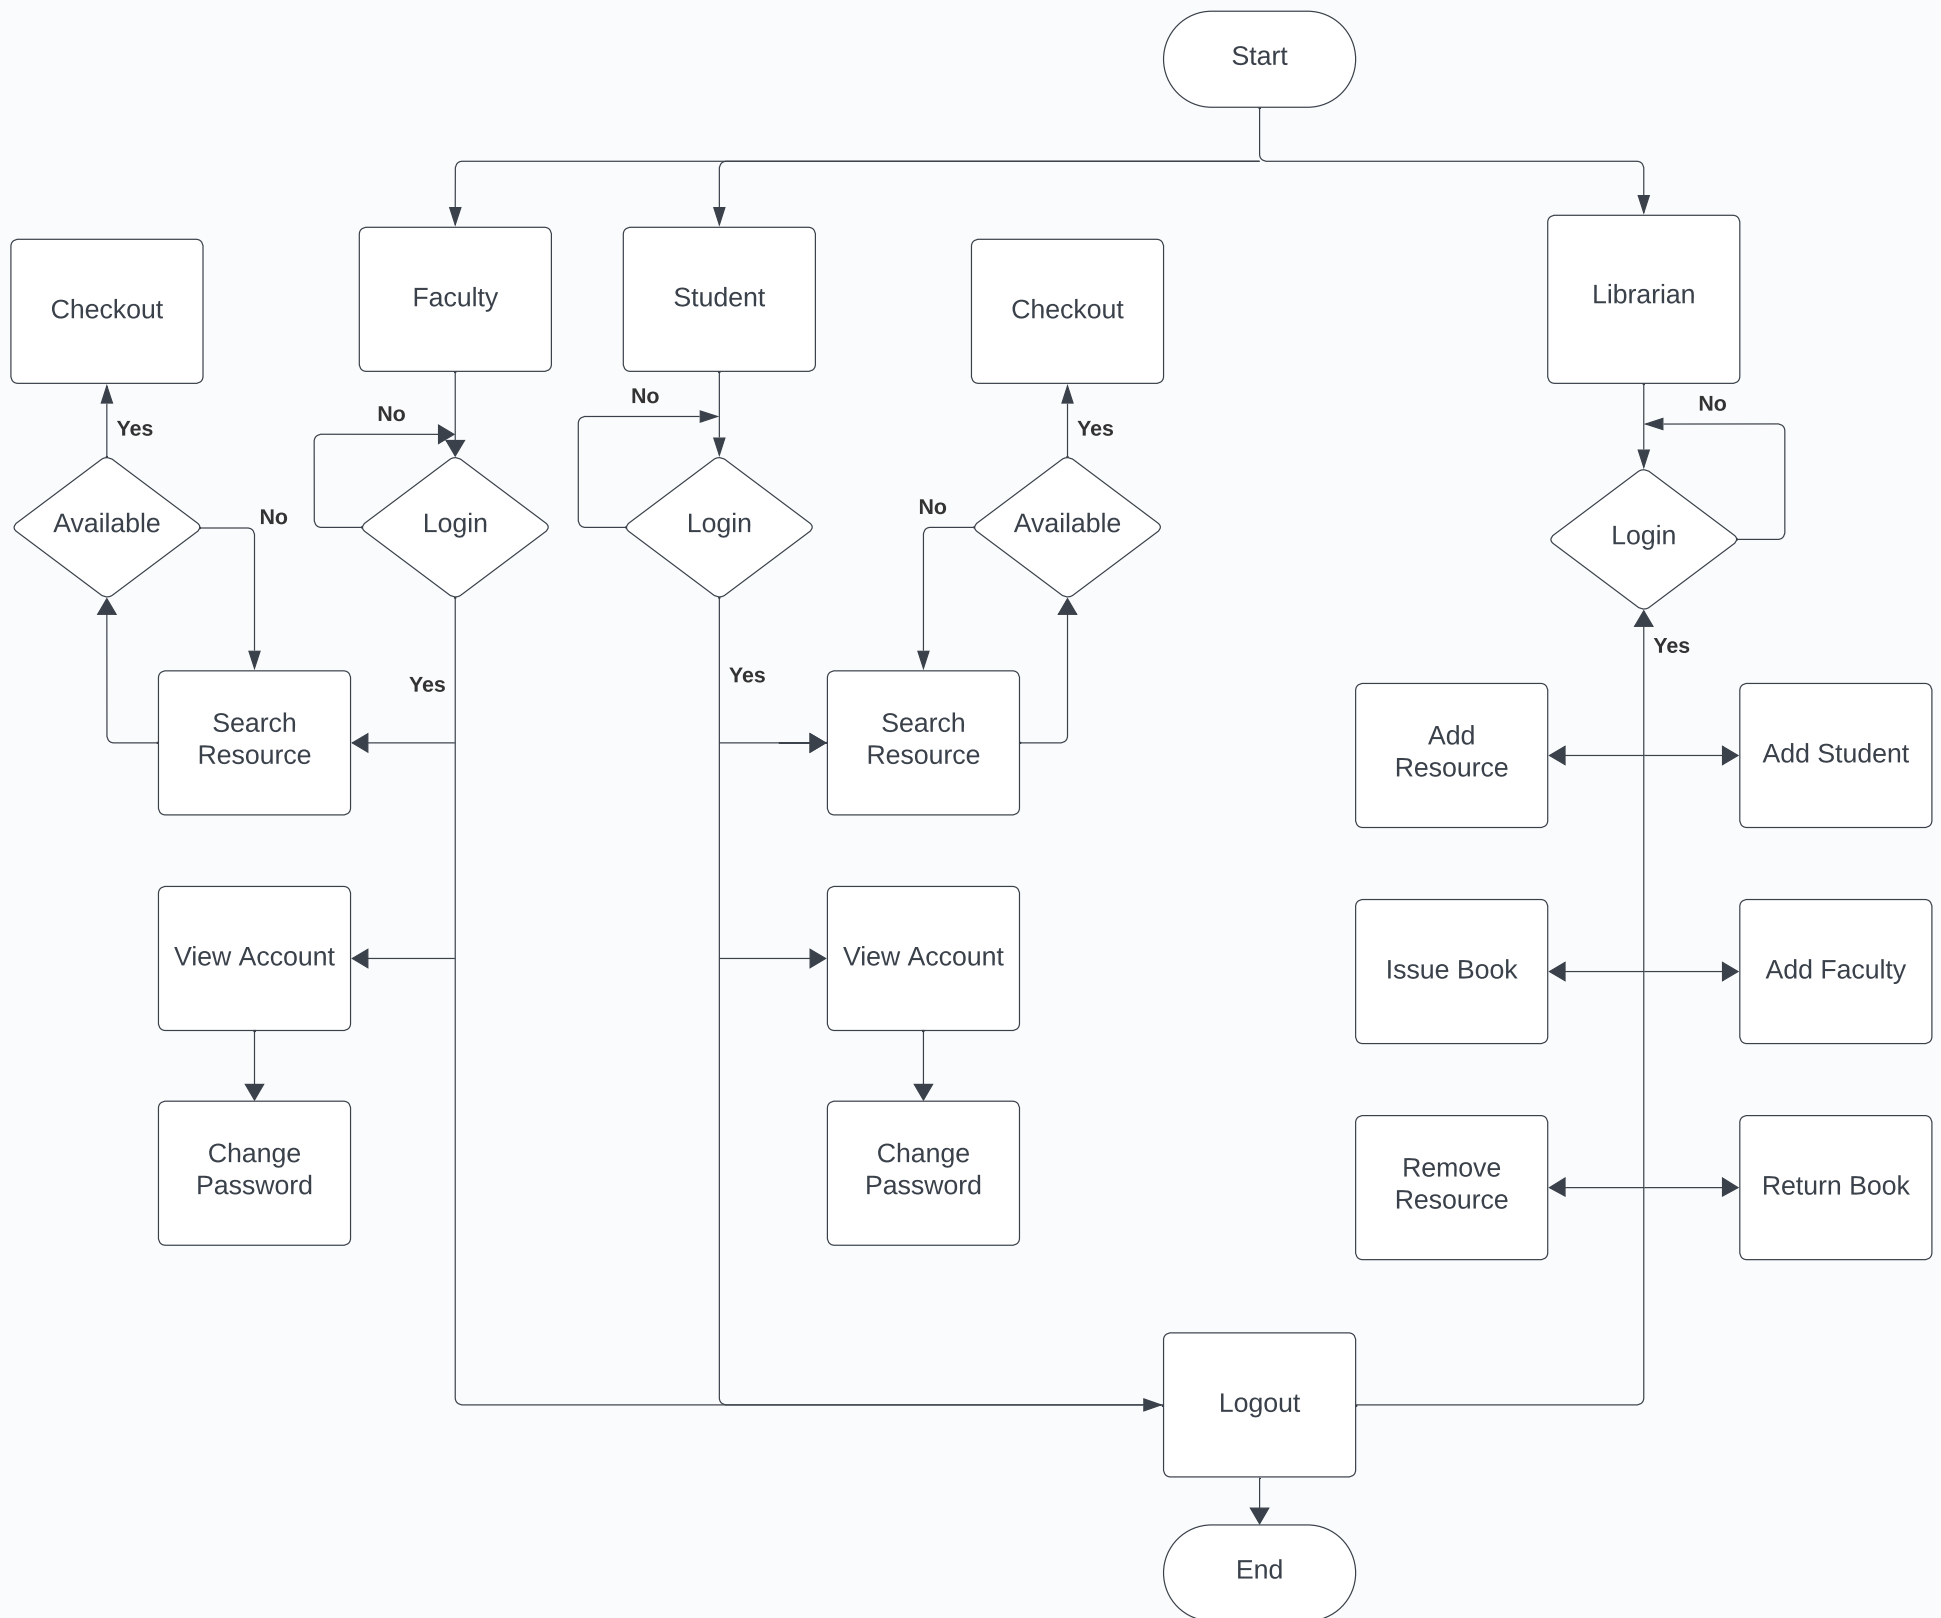 Start
Faculty
Student
Librarian
Checkout
Checkout
No
No
No
Yes
Yes
Available
Login
Login
Available
Login
No
No
Yes
Yes
Yes
Search
Resource
Search
Resource
Add
Resource
Add Student
View Account
View Account
Issue Book
Add Faculty
Change
Password
Change
Password
Remove
Resource
Return Book
Logout
End